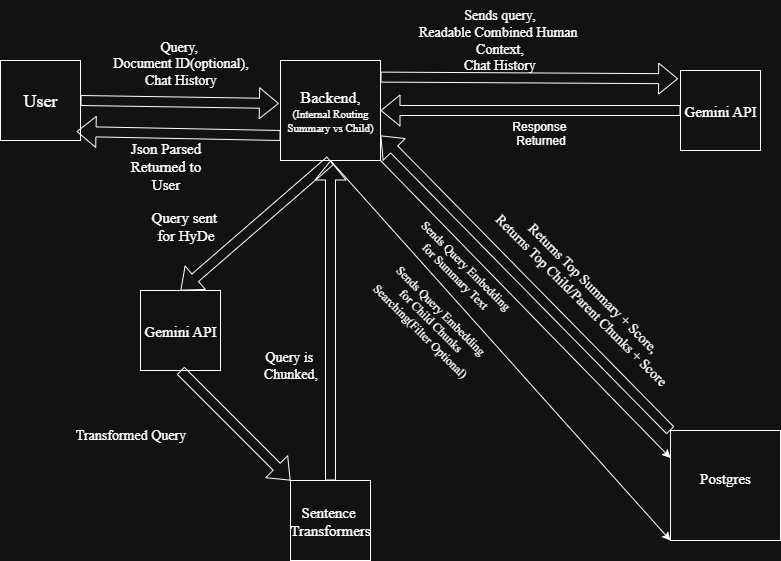 Sends query,
Readable Combined Human
Context,
Chat History
Query,
Document ID(optional),
Chat History
User
Backend,
(Internal Routing
Summary vs Child)
Gemini API
Response
Returned
Json Parsed
Returned to
User
Query sent
for HyDe
Sends Query Embedding
for Summary Text
Returns Top Summary + Score,
Returns Top Child/Parent Chunks + Score
Sends Query Embedding
for Child Chunks
Searching(Filter Optional)
Gemini API
Query is
Chunked,
Transformed Query
Postgres
Sentence
Transformers